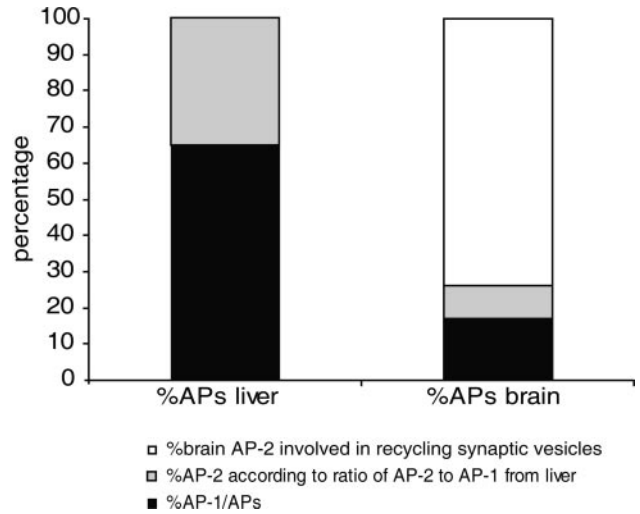 100
90
80
70
60
50
40
30
20
10
0
percentage
%APs liver %APs brain
%brain AP-2 involved in recycling synaptic vesicles
%AP-2 according to ratio of AP-2 to AP-1 from liver
%AP-1/APs